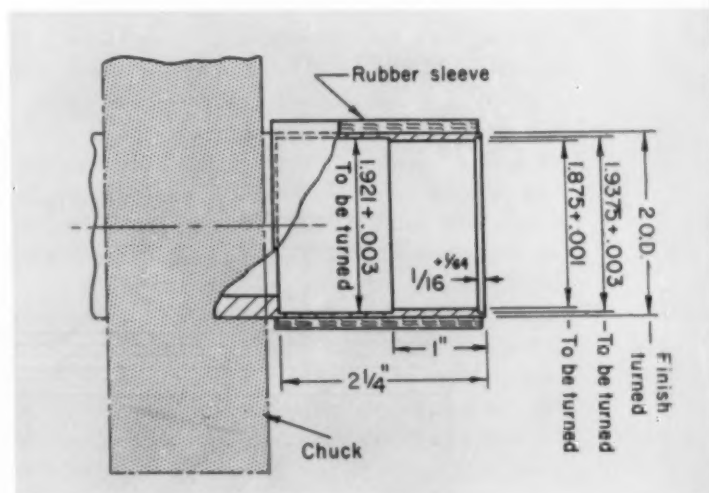 Rubber sleeve
1.921 + .003
To be turned
+1/64
1/16
1"
2 1/4"
Chuck
2 O.D.
Finish
turned
1.9375 + .003
To be turned
1.875 + .001
To be turned